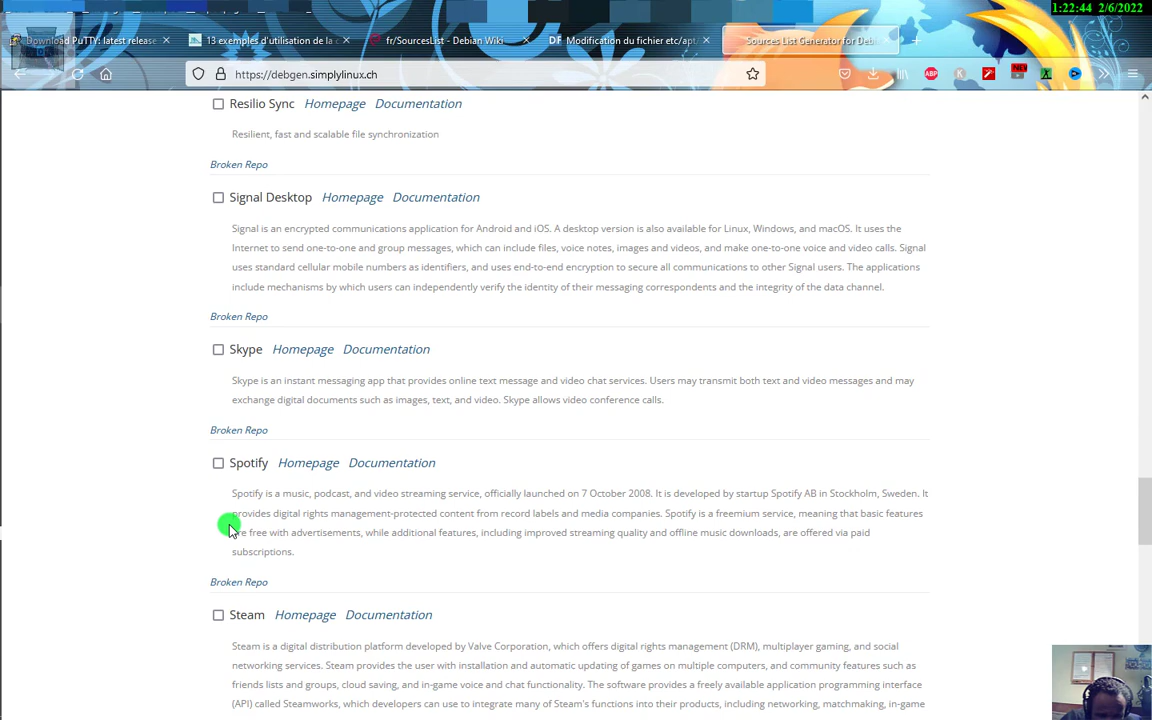 1:22:44 2/6/2022
Download PuTTY: latest release
13 exemples d'utilisation de la c
fr/SourcesList - Debian Wiki
DF Modification du fichier etc/apt/
Sources List Generator for Deb
https://debgen.simplylinux.ch
ABP
Resilio Sync Homepage Documentation
Resilient, fast and scalable file synchronization
Broken Repo
Signal Desktop Homepage Documentation
Signal is an encrypted communications application for Android and iOS. A desktop version is also available for Linux, Windows, and macOS. It uses the
Internet to send one-to-one and group messages, which can include files, voice notes, images and videos, and make one-to-one voice and video calls. Signal
uses standard cellular mobile numbers as identifiers, and uses end-to-end encryption to secure all communications to other Signal users. The applications
include mechanisms by which users can independently verify the identity of their messaging correspondents and the integrity of the data channel.
Broken Repo
Skype Homepage Documentation
Skype is an instant messaging app that provides online text message and video chat services. Users may transmit both text and video messages and may
exchange digital documents such as images, text, and video. Skype allows video conference calls.
Broken Repo
Spotify Homepage Documentation
Spotify is a music, podcast, and video streaming service, officially launched on 7 October 2008. It is developed by startup Spotify AB in Stockholm, Sweden. It
provides digital rights management-protected content from record labels and media companies. Spotify is a freemium service, meaning that basic features
are free with advertisements, while additional features, including improved streaming quality and offline music downloads, are offered via paid
subscriptions.
Broken Repo
Steam Homepage Documentation
Steam is a digital distribution platform developed by Valve Corporation, which offers digital rights management (DRM), multiplayer gaming, and social
networking services. Steam provides the user with installation and automatic updating of games on multiple computers, and community features such as
friends lists and groups, cloud saving, and in-game voice and chat functionality. The software provides a freely available application programming interface
(API) called Steamworks, which developers can use to integrate many of Steam's functions into their products, including networking, matchmaking, in-game